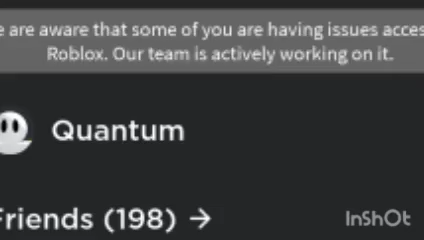 e are aware that some of you are having issues acces
Roblox. Our team is actively working on it.
Quantum
Friends (198) →
InShOt